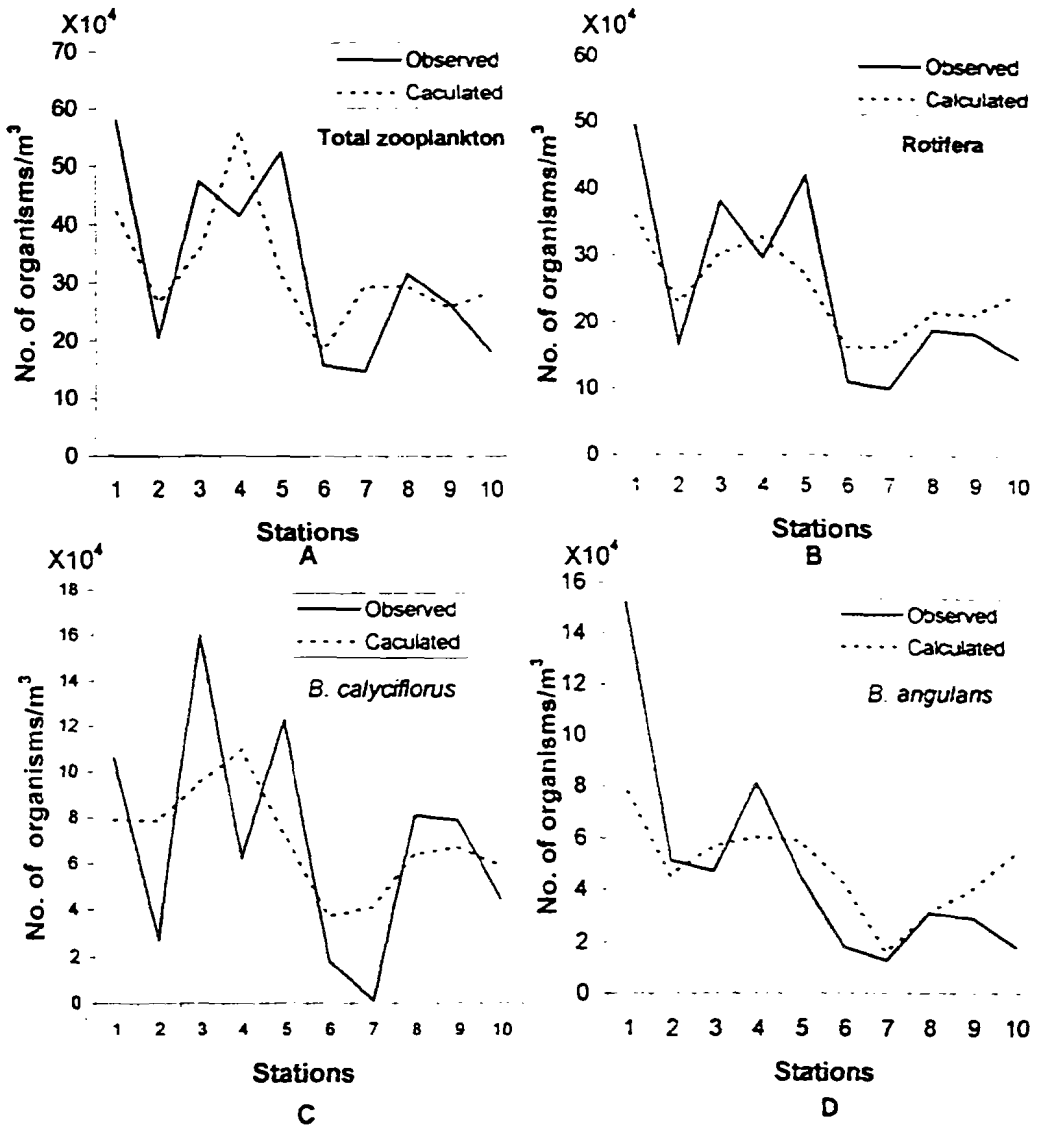 X10⁴
70
60
50
40
30
20
10
0
No. of organisms/m³
Observed
Caculated
Total zooplankton
1 2 3 4 5 6 7 8 9 10
Stations
A
X10⁴
60
50
40
30
20
10
0
No. of organisms/m³
Observed
Calculated
Rotifera
1 2 3 4 5 6 7 8 9 10
Stations
B
X10⁴
18
16
14
12
10
8
6
4
2
0
No. of organisms/m³
Observed
Caculated
B. calyciflorus
1 2 3 4 5 6 7 8 9 10
Stations
C
X10⁴
16
14
12
10
8
6
4
2
0
No. of organisms/m³
Observed
Calculated
B. angulans
1 2 3 4 5 6 7 8 9 10
Stations
D